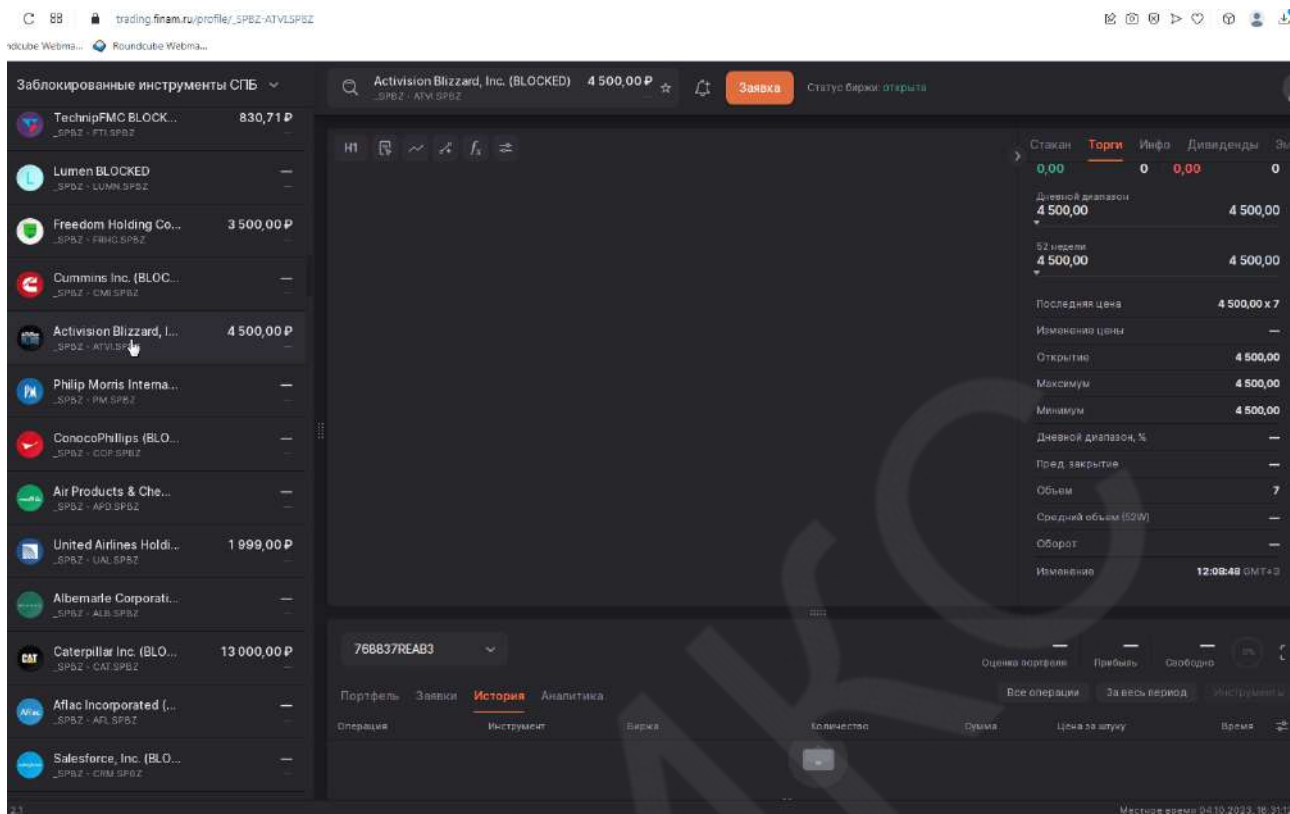 trading.finam.ru/profile/_SPBZ-ATVI.SPBZ
ndcube Webma... Roundcube Webma...
Заблокированные инструменты СПБ
Activision Blizzard, Inc. (BLOCKED) 4 500,00 ₽
_SPBZ - ATVI.SPBZ —
Заявка
Статус биржи: открыта
TechnipFMC BLOCK... 830,71 ₽
_SPBZ - FTI.SPBZ —
Lumen BLOCKED —
_SPBZ - LUMN.SPBZ —
Freedom Holding Co... 3 500,00 ₽
_SPBZ - FRHC.SPBZ —
Cummins Inc. (BLOC... —
_SPBZ - CMI.SPBZ —
Activision Blizzard, I... 4 500,00 ₽
_SPBZ - ATVI.SP —
Philip Morris Interna... —
_SPBZ - PM.SPBZ —
ConocoPhillips (BLO... —
_SPBZ - COP.SPBZ —
Air Products & Che... —
_SPBZ - APD.SPBZ —
United Airlines Holdi... 1 999,00 ₽
_SPBZ - UAL.SPBZ —
Albemarle Corporati... —
_SPBZ - ALB.SPBZ —
Caterpillar Inc. (BLO... 13 000,00 ₽
_SPBZ - CAT.SPBZ —
Aflac Incorporated (... —
_SPBZ - AFL.SPBZ —
Salesforce, Inc. (BLO... —
_SPBZ - CRM.SPBZ —
2.1
H1
Стакан Торги Инфо Дивиденды Эм
0,00 0 0,00 0
Дневной диапазон
4 500,00 4 500,00
52 недели
4 500,00 4 500,00
Последняя цена 4 500,00 x 7
Изменение цены —
Открытие 4 500,00
Максимум 4 500,00
Минимум 4 500,00
Дневной диапазон, % —
Пред. закрытие —
Объем 7
Средний объем (52W) —
Оборот —
Изменение 12:08:48 GMT+3
768837REAB3
— — — 0%
Оценка портфеля Прибыль Свободно
Портфель Заявки История Аналитика
Все операции За весь период Инструменты
Операция Инструмент Биржа Количество Сумма Цена за штуку Время
Местное время 04.10.2023, 18:31:1